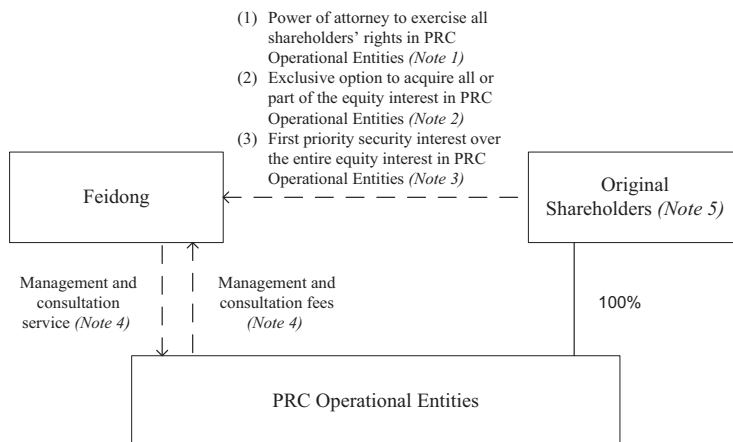 (1) Power of attorney to exercise all
shareholders’ rights in PRC
Operational Entities (Note 1)
(2) Exclusive option to acquire all or
part of the equity interest in PRC
Operational Entities (Note 2)
(3) First priority security interest over
the entire equity interest in PRC
Operational Entities (Note 3)
Feidong
Original
Shareholders (Note 5)
Management and
consultation
service (Note 4)
Management and
consultation fees
(Note 4)
100%
PRC Operational Entities